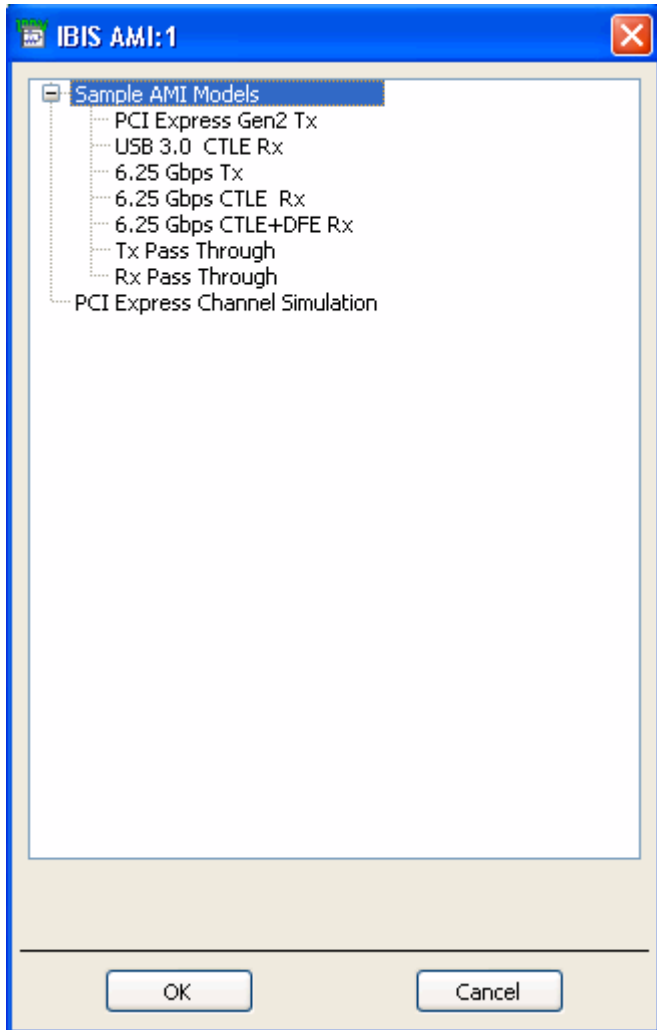 IBIS AMI:1
Sample AMI Models
PCI Express Gen2 Tx
USB 3.0  CTLE Rx
6.25 Gbps Tx
6.25 Gbps CTLE  Rx
6.25 Gbps CTLE+DFE Rx
Tx Pass Through
Rx Pass Through
PCI Express Channel Simulation
OK Cancel